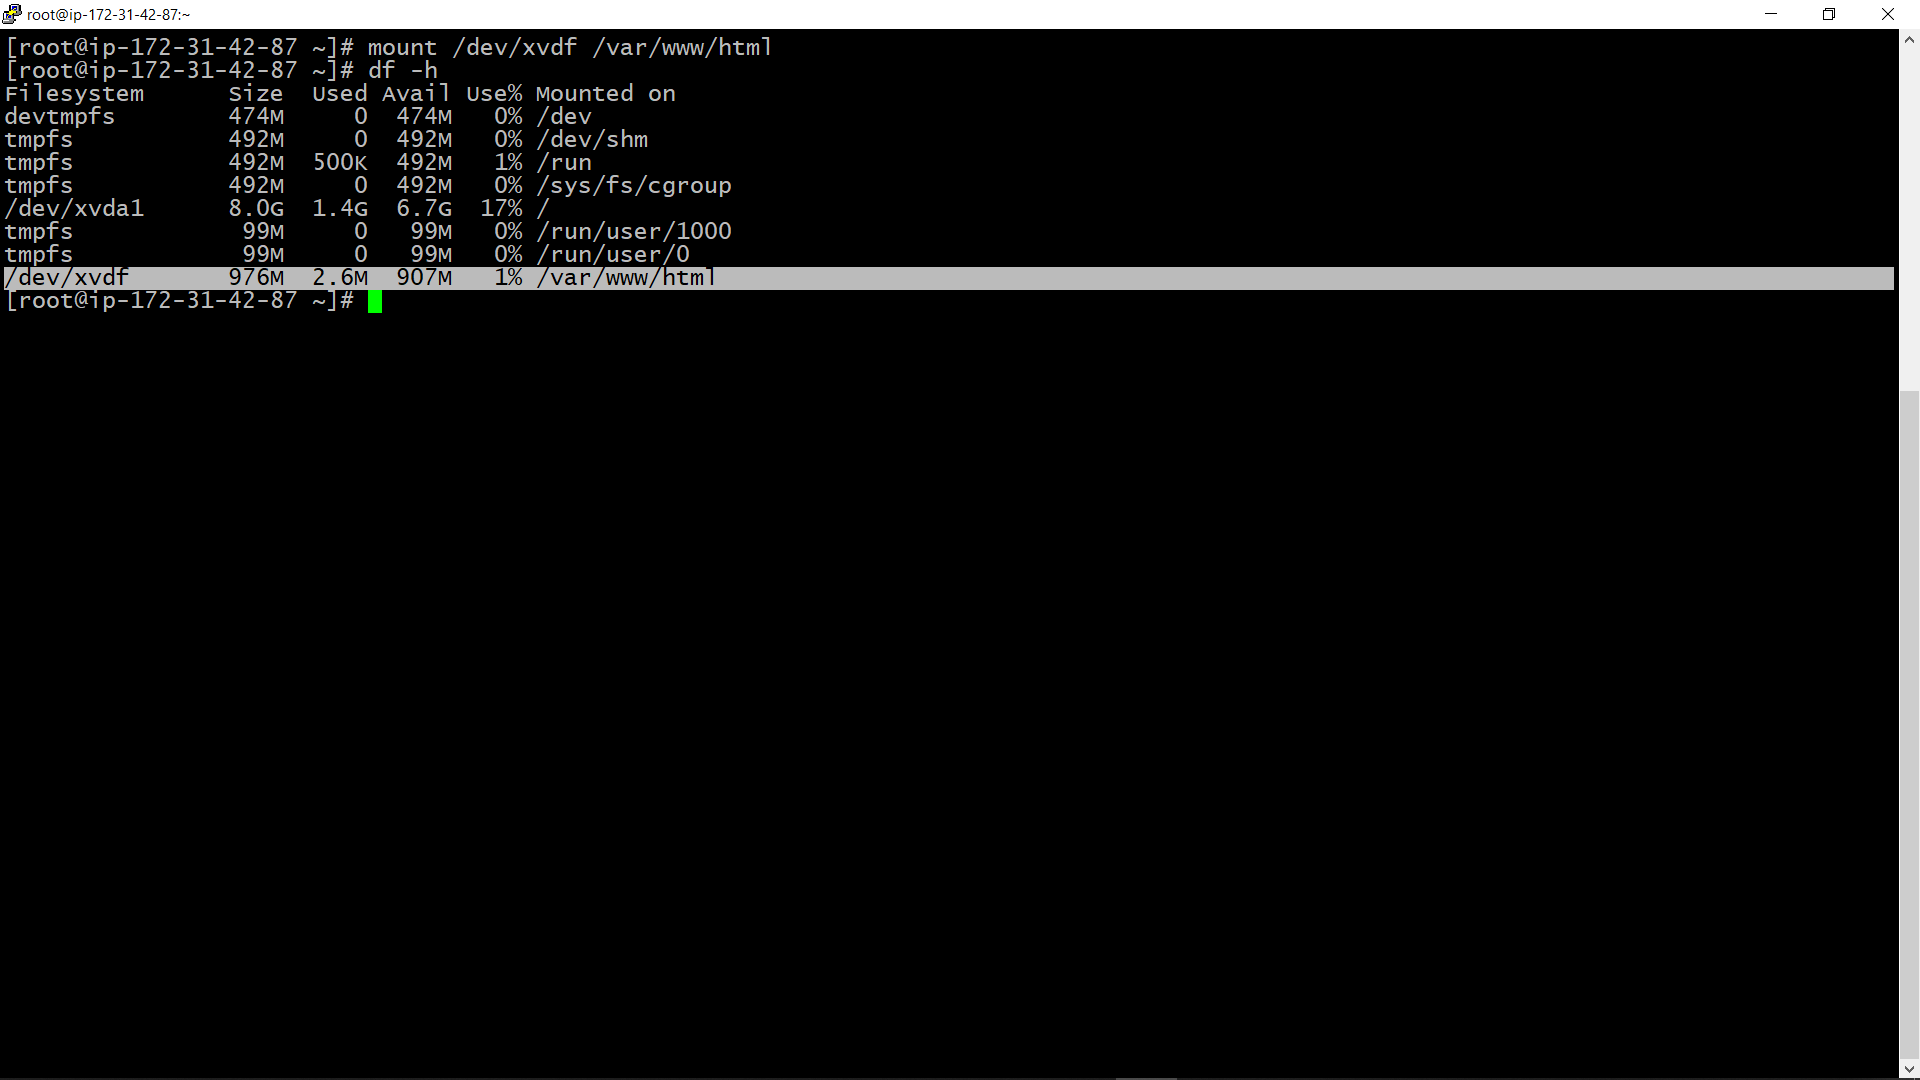 root@ip-172-31-42-87:~
[root@ip-172-31-42-87 ~]# mount /dev/xvdf /var/www/html
[root@ip-172-31-42-87 ~]# df -h
Filesystem      Size  Used Avail Use% Mounted on
devtmpfs        474M     0  474M   0% /dev
tmpfs           492M     0  492M   0% /dev/shm
tmpfs           492M  500K  492M   1% /run
tmpfs           492M     0  492M   0% /sys/fs/cgroup
/dev/xvda1      8.0G  1.4G  6.7G  17% /
tmpfs            99M     0   99M   0% /run/user/1000
tmpfs            99M     0   99M   0% /run/user/0
/dev/xvdf       976M  2.6M  907M   1% /var/www/html
[root@ip-172-31-42-87 ~]#